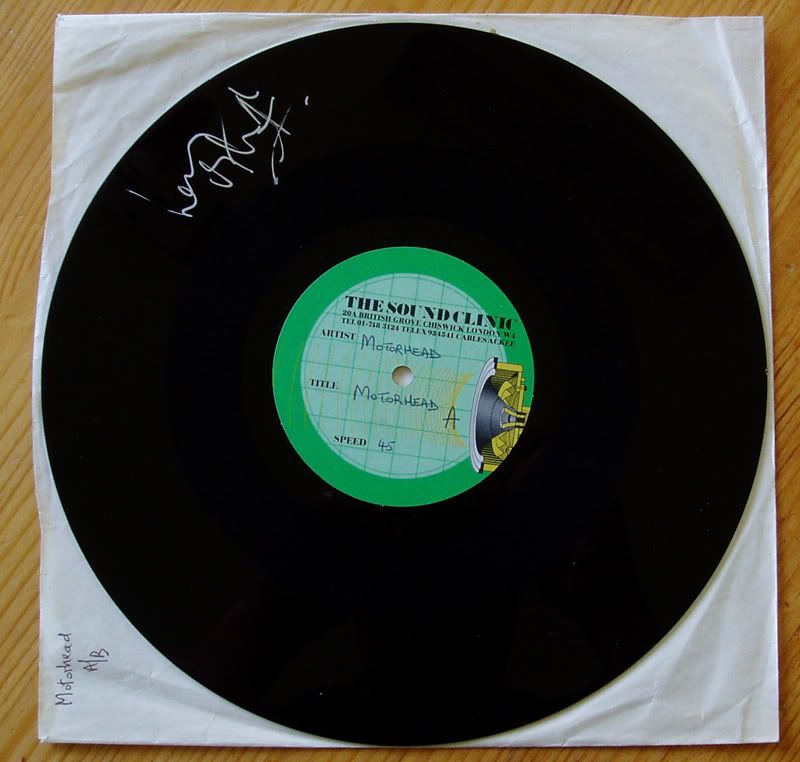 THE SOUND CLINIC
20A BRITISH GROVE CHISWICK LONDON W4
TEL 01-748 3124 TELEX 934541 CABLES ACKEE
ARTIST MOTORHEAD
TITLE MOTORHEAD A
SPEED 45
Motorhead
A/B